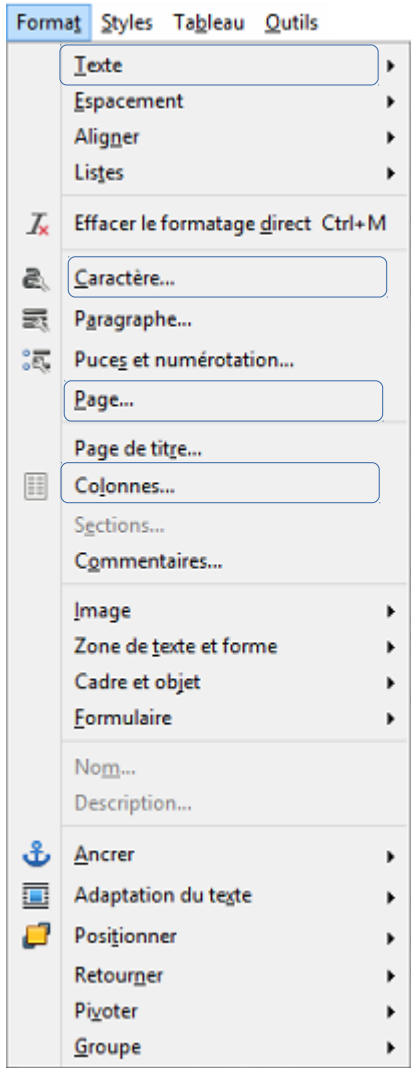 Format Styles Tableau Outils
Texte
Espacement
Aligner
Listes
Effacer le formatage direct Ctrl+M
Caractère...
Paragraphe...
Puces et numérotation...
Page...
Page de titre...
Colonnes...
Sections...
Commentaires...
Image
Zone de texte et forme
Cadre et objet
Formulaire
Nom...
Description...
Ancrer
Adaptation du texte
Positionner
Retourner
Pivoter
Groupe